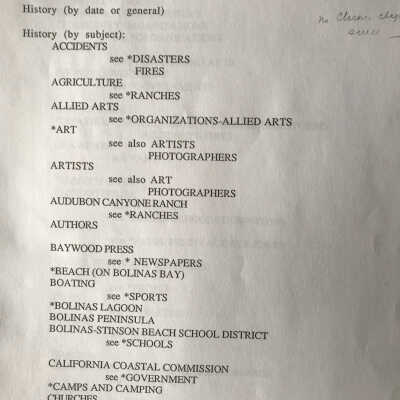 History (by date or general)
no
History (by subject):
ACCIDENTS
see *DISASTERS
FIRES
AGRICULTURE
see *RANCHES
ALLIED ARTS
see *ORGANIZATIONS-ALLIED ARTS
*ART
see also ARTISTS
PHOTOGRAPHERS
ARTISTS
see also ART
PHOTOGRAPHERS
AUDUBON CANYONE RANCH
see *RANCHES
AUTHORS
BAYWOOD PRESS
see * NEWSPAPERS
*BEACH (ON BOLINAS BAY)
BOATING
see *SPORTS
*BOLINAS LAGOON
BOLINAS PENINSULA
BOLINAS-STINSON BEACH SCHOOL DISTRICT
see *SCHOOLS
CALIFORNIA COASTAL COMMISSION
see *GOVERNMENT
*CAMPS AND CAMPING
CHURCHES